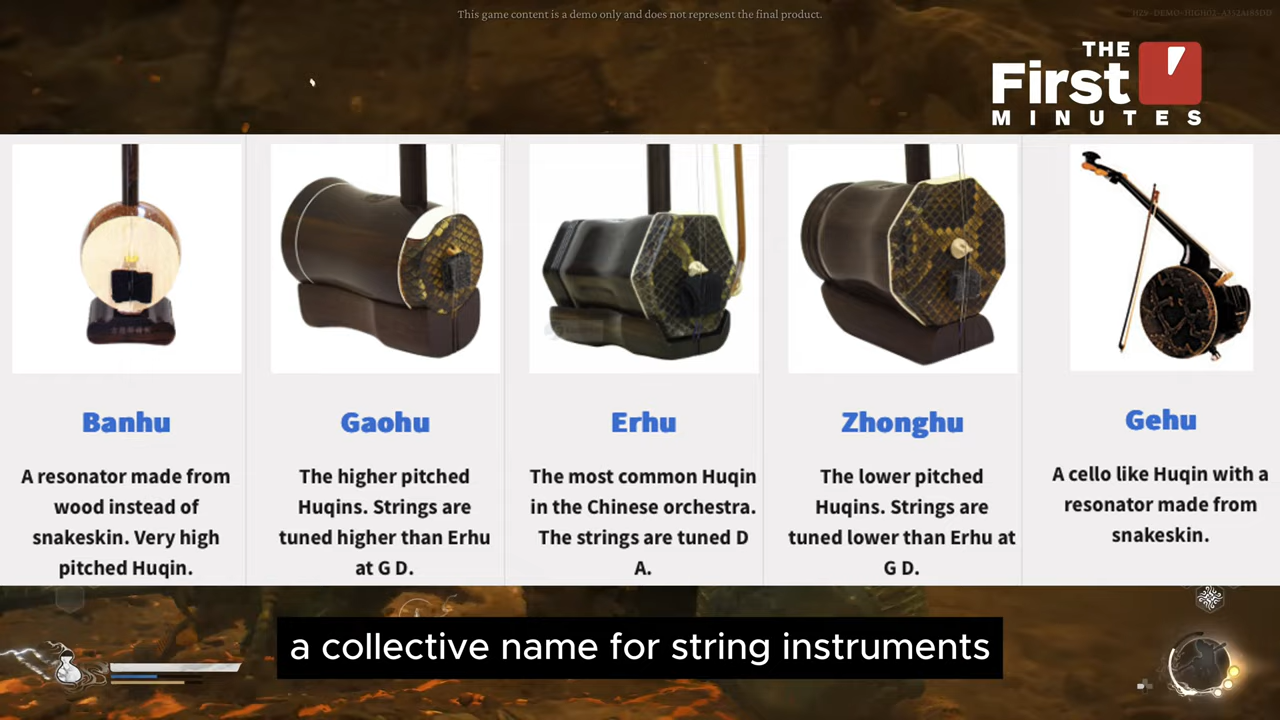 This game content is a demo only and does not represent the final product.
THE
First
MINUTES
Banhu
A resonator made from
wood instead of
snakeskin. Very high
pitched Huqin.
Gaohu
The higher pitched
Huqins. Strings are
tuned higher than Erhu
at G D.
Erhu
The most common Huqin
in the Chinese orchestra.
The strings are tuned D
A.
Zhonghu
The lower pitched
Huqins. Strings are
tuned lower than Erhu at
G D.
Gehu
A cello like Huqin with a
resonator made from
snakeskin.
a collective name for string instruments